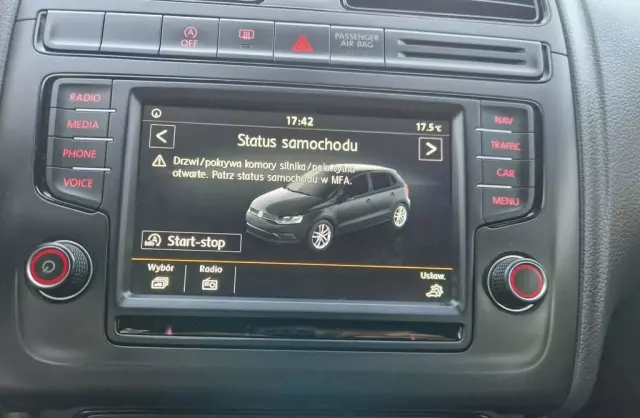 OFF
PASSENGER
AIR BAG
RADIO
MEDIA
PHONE
VOICE
17:42
17.5°C
Status samochodu
Drzwi/pokrywa komory silnika/pokrywa
otwarte. Patrz status samochodu w MFA.
Start-stop
Wybór
Radio
Ustaw.
NAV
TRAFFIC
CAR
MENU